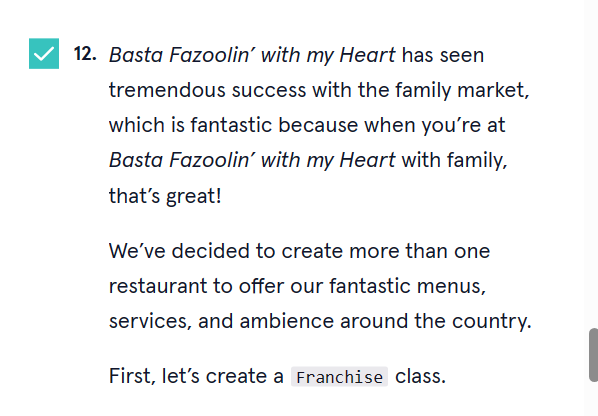 12. Basta Fazoolin’ with my Heart has seen
tremendous success with the family market,
which is fantastic because when you’re at
Basta Fazoolin’ with my Heart with family,
that’s great!
We’ve decided to create more than one
restaurant to offer our fantastic menus,
services, and ambience around the country.
First, let’s create a Franchise class.